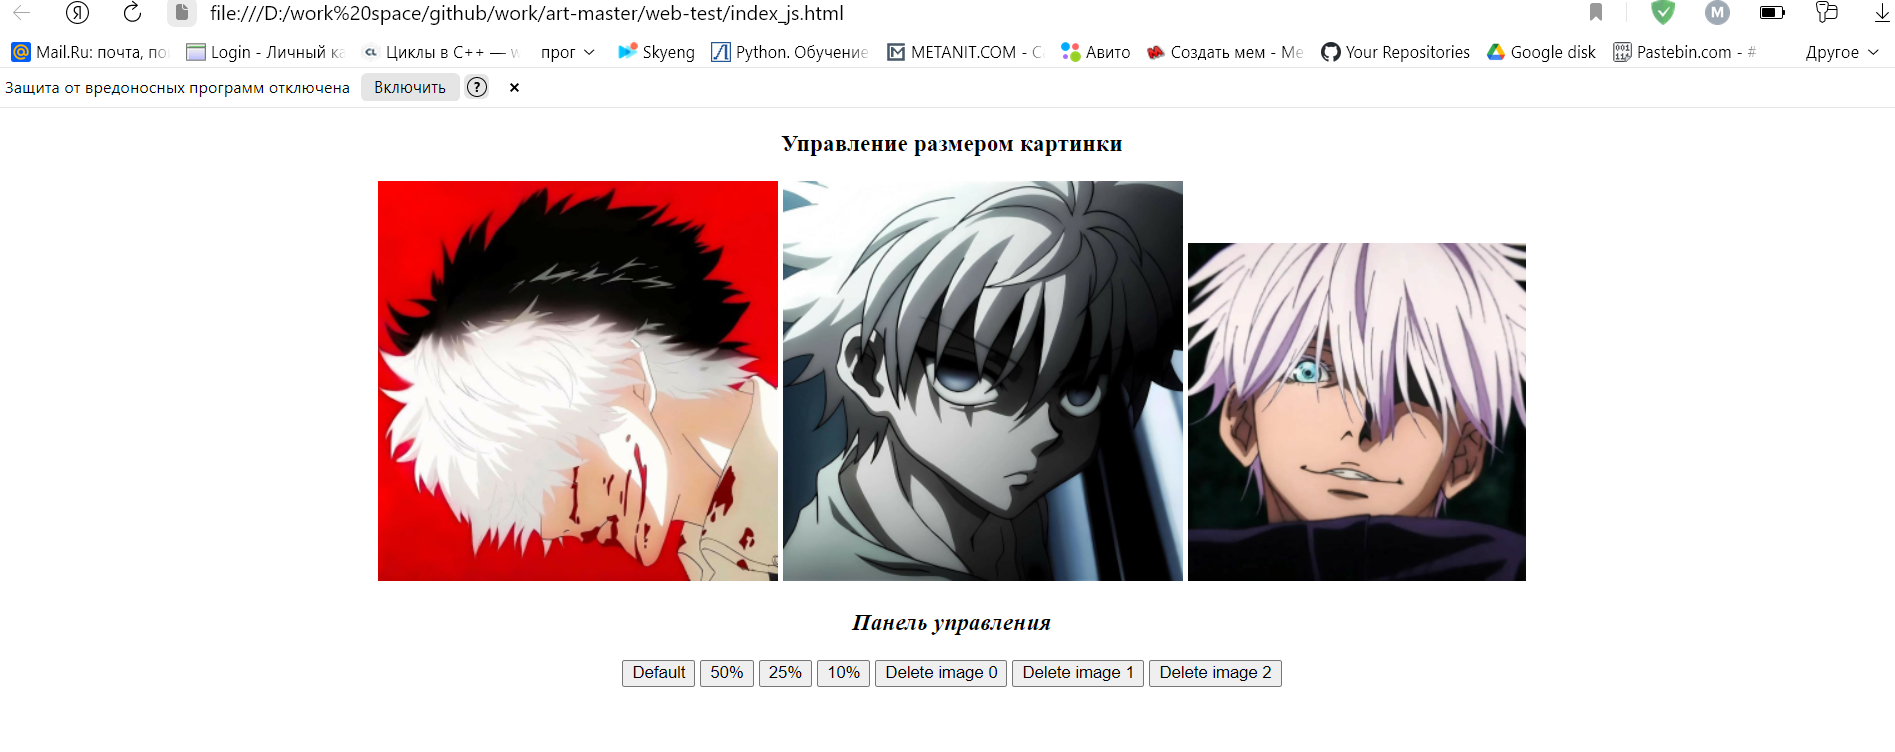 file:///D:/work%20space/github/work/art-master/web-test/index_js.html
Mail.Ru: почта, Login - Личный ка Циклы в C++ — прог Skyeng Python. Обучение METANIT.COM - C Авито Создать мем - Me Your Repositories Google disk Pastebin.com - # Другое
Защита от вредоносных программ отключена Включить ? ×
Управление размером картинки
Панель управления
Default 50% 25% 10% Delete image 0 Delete image 1 Delete image 2